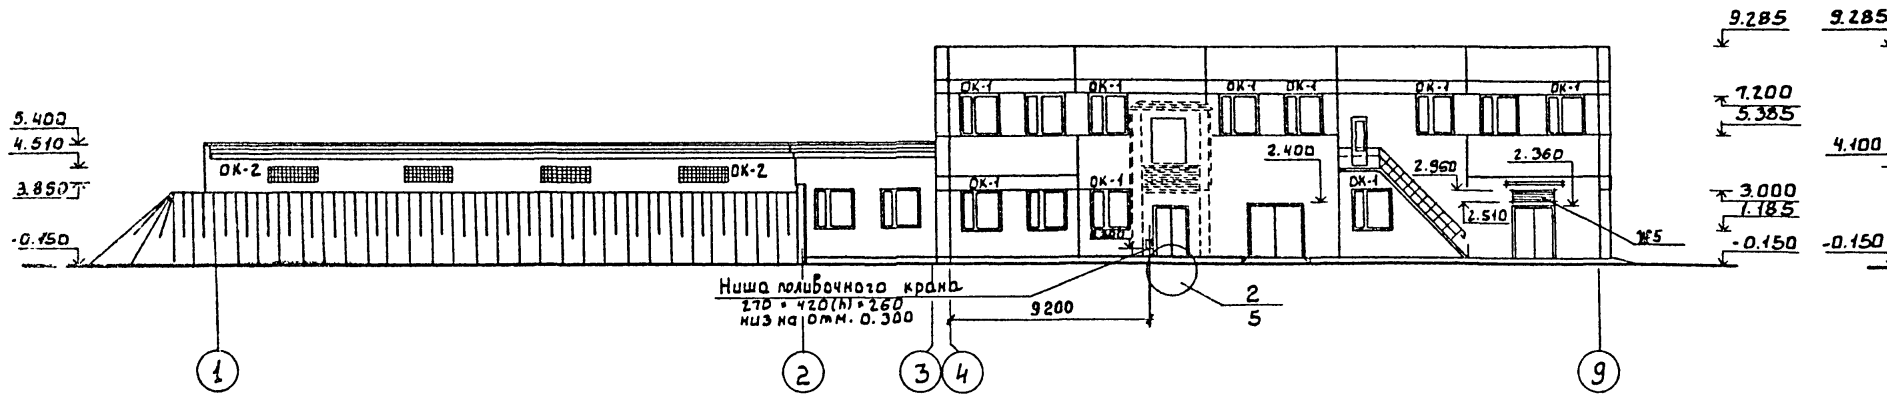 9.285 9.285
ОК-1 ОК-1 ОК-1 ОК-1 ОК-1 ОК-1
7.200
5.385
5.400
4.510
3.850
-0.150
ОК-2 ОК-2
2.400
2.960
2.360
4.100
ОК-1 ОК-1 ОК-1
2.510
3.000
1.185
№5
-0.150 -0.150
Ниша поливочного крана
270 × 420(h) × 260
низ на отм. 0.300
9200
2
5
1 2 3 4 9